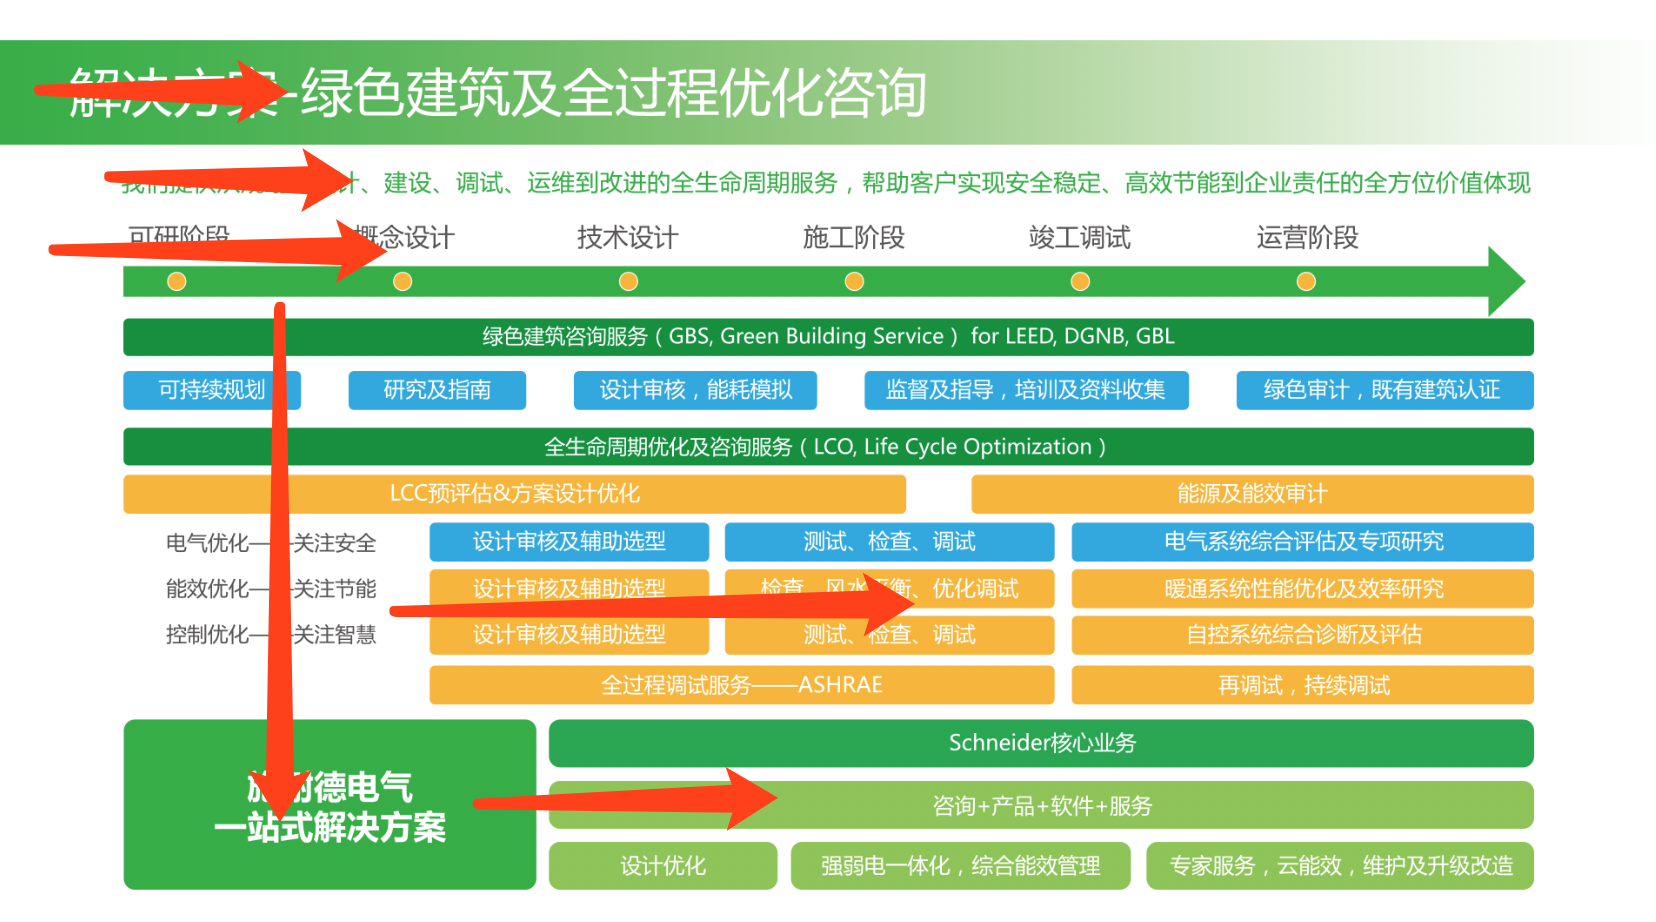 解决方案-绿色建筑及全过程优化咨询
我们提供从规划、设计、建设、调试、运维到改进的全生命周期服务，帮助客户实现安全稳定、高效节能到企业责任的全方位价值体现
可研阶段 概念设计 技术设计 施工阶段 竣工调试 运营阶段
绿色建筑咨询服务（GBS, Green Building Service） for LEED, DGNB, GBL
可持续规划 研究及指南 设计审核，能耗模拟 监督及指导，培训及资料收集 绿色审计，既有建筑认证
全生命周期优化及咨询服务（LCO, Life Cycle Optimization）
LCC预评估&方案设计优化 能源及能效审计
电气优化——关注安全 设计审核及辅助选型 测试、检查、调试 电气系统综合评估及专项研究
能效优化——关注节能 设计审核及辅助选型 检查、风水平衡、优化调试 暖通系统性能优化及效率研究
控制优化——关注智慧 设计审核及辅助选型 测试、检查、调试 自控系统综合诊断及评估
全过程调试服务——ASHRAE 再调试，持续调试
施耐德电气
一站式解决方案
Schneider核心业务
咨询+产品+软件+服务
设计优化 强弱电一体化，综合能效管理 专家服务，云能效，维护及升级改造